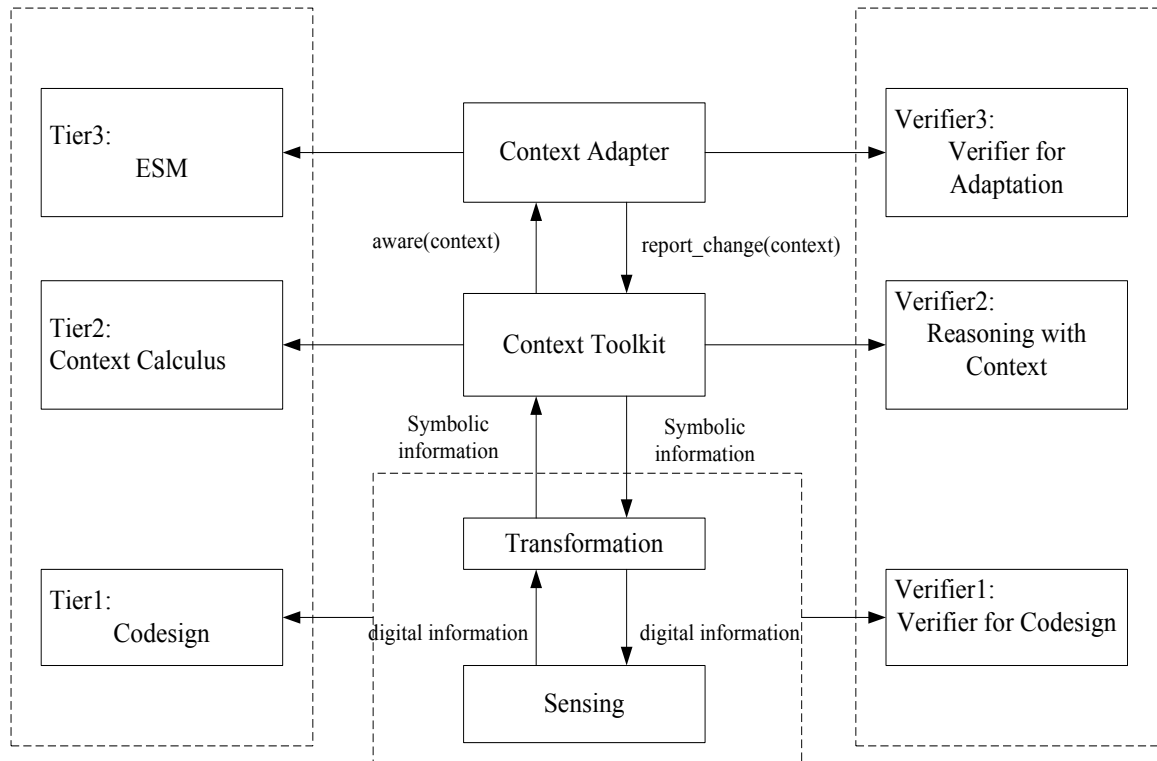 Tier3:
ESM
Context Adapter
Verifier3:
Verifier for
Adaptation
aware(context)
report_change(context)
Tier2:
Context Calculus
Context Toolkit
Verifier2:
Reasoning with
Context
Symbolic
information
Symbolic
information
Transformation
Tier1:
Codesign
digital information
digital information
Verifier1:
Verifier for Codesign
Sensing